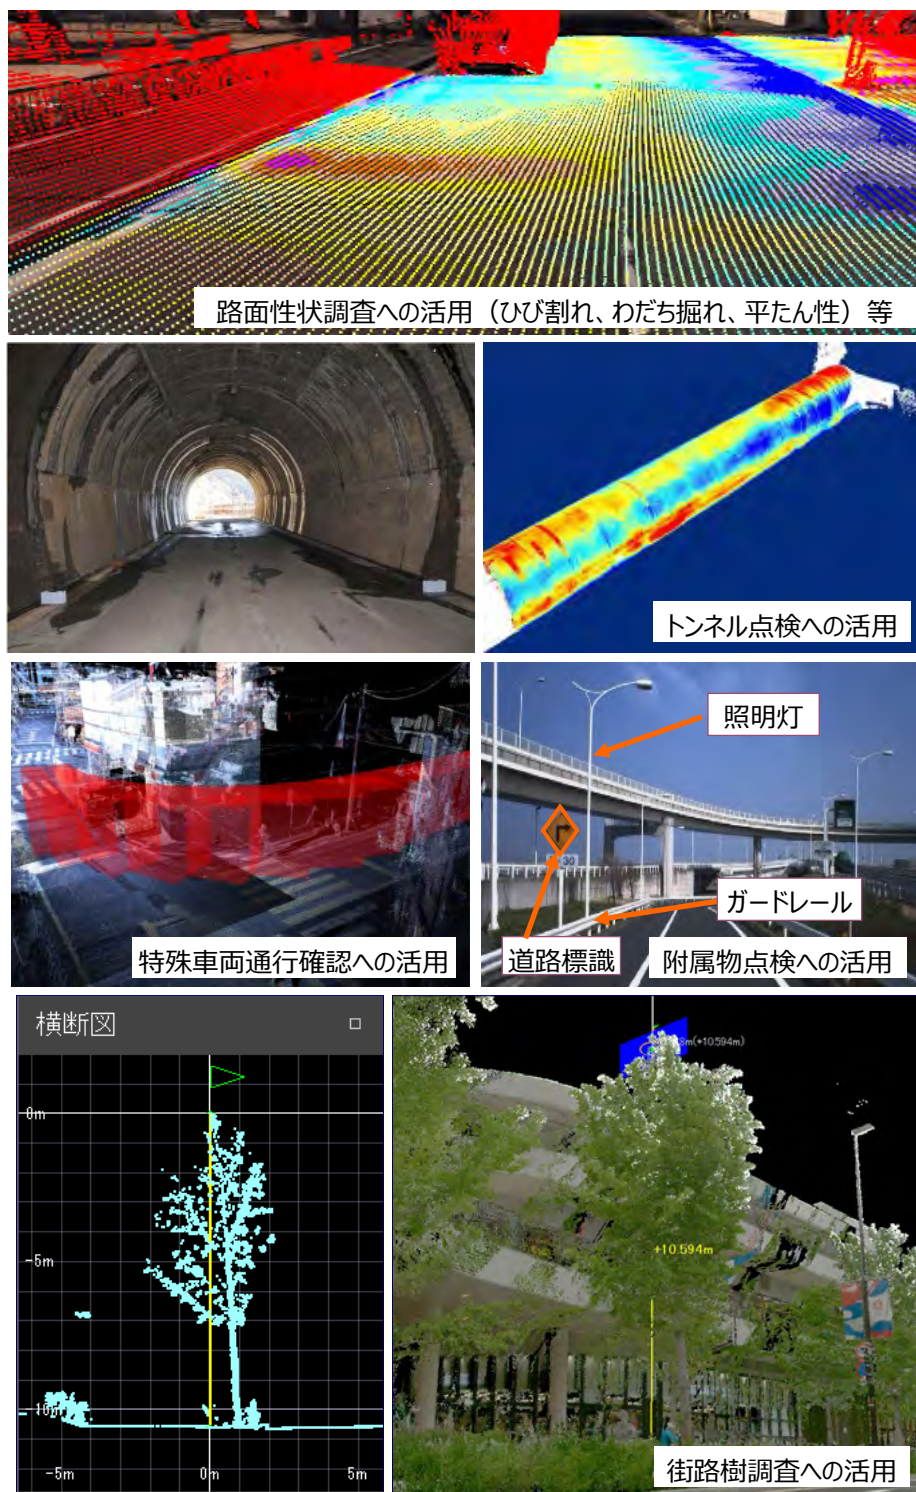 路面性状調査への活用（ひび割れ、わだち掘れ、平たん性）等
トンネル点検への活用
特殊車両通行確認への活用
照明灯
ガードレール
道路標識
附属物点検への活用
横断図
0m
-5m
-10m
-5m
0m
5m
m(+10.594m)
+10.594m
街路樹調査への活用